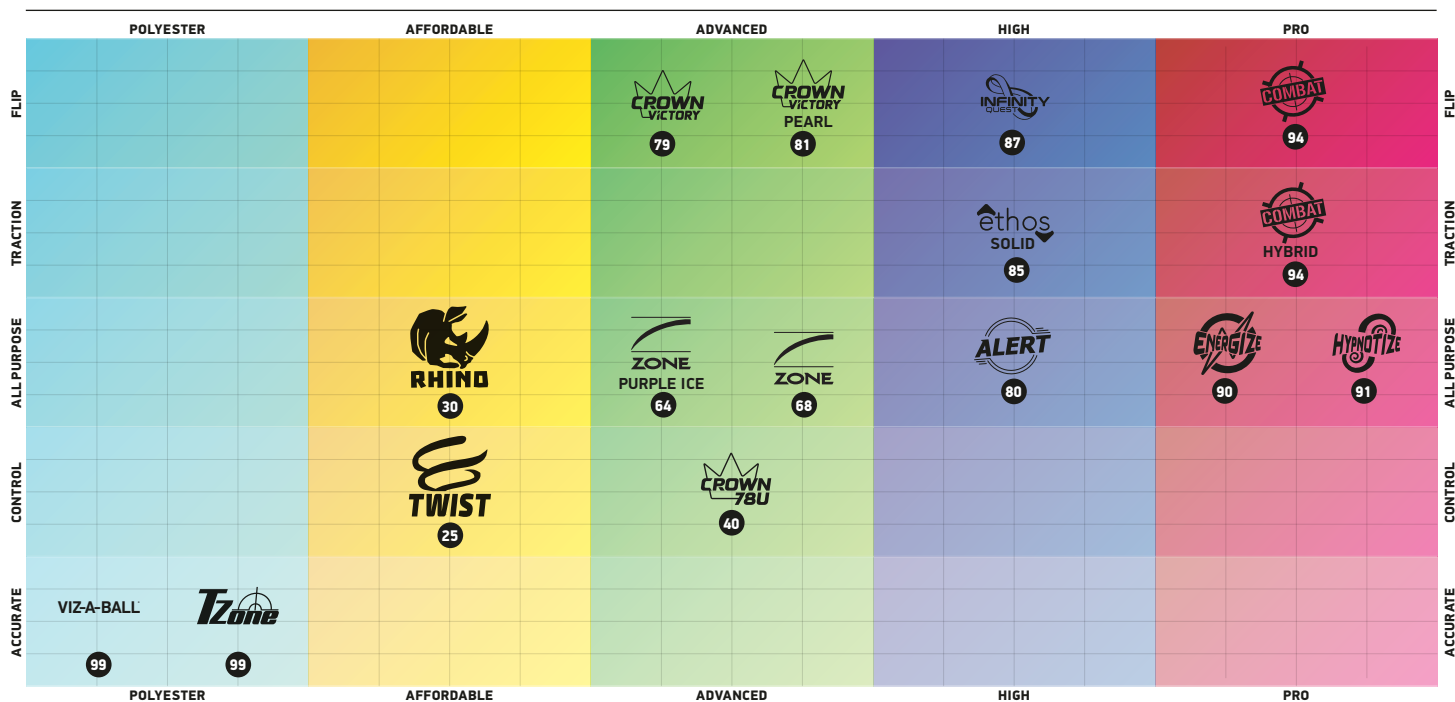 POLYESTER AFFORDABLE ADVANCED HIGH PRO
FLIP
CROWN
VICTORY
79
CROWN
VICTORY
PEARL
81
INFINITY
QUEST
87
COMBAT
94
FLIP
TRACTION
ethos
SOLID
85
COMBAT
HYBRID
94
TRACTION
ALL PURPOSE
RHINO
30
ZONE
PURPLE ICE
64
ZONE
68
ALERT
80
ENERGIZE
90
HYPNOTIZE
91
ALL PURPOSE
CONTROL
TWIST
25
CROWN
78U
40
CONTROL
ACCURATE
VIZ-A-BALL
99
TZone
99
ACCURATE
POLYESTER AFFORDABLE ADVANCED HIGH PRO